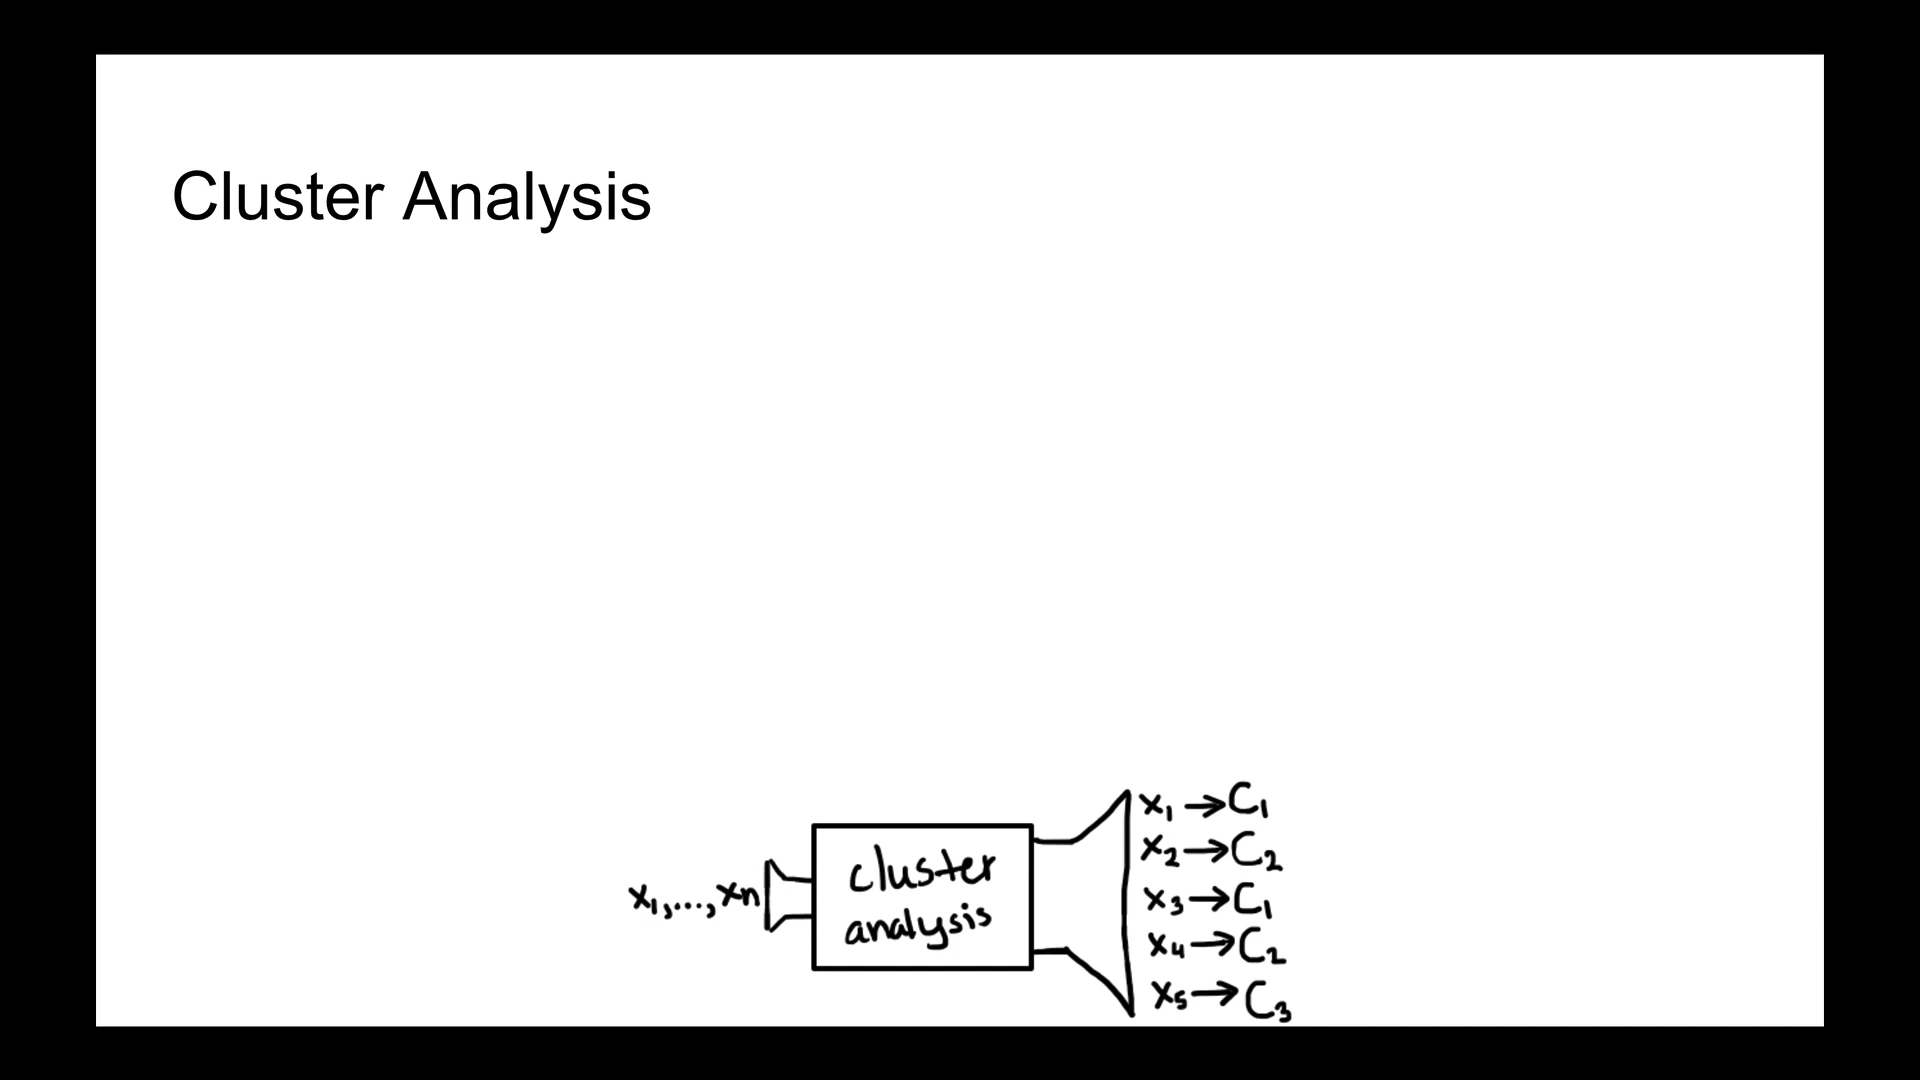 Cluster Analysis
x₁,...,xn
cluster
analysis
x₁ → C₁
x₂ → C₂
x₃ → C₁
x₄ → C₂
x₅ → C₃